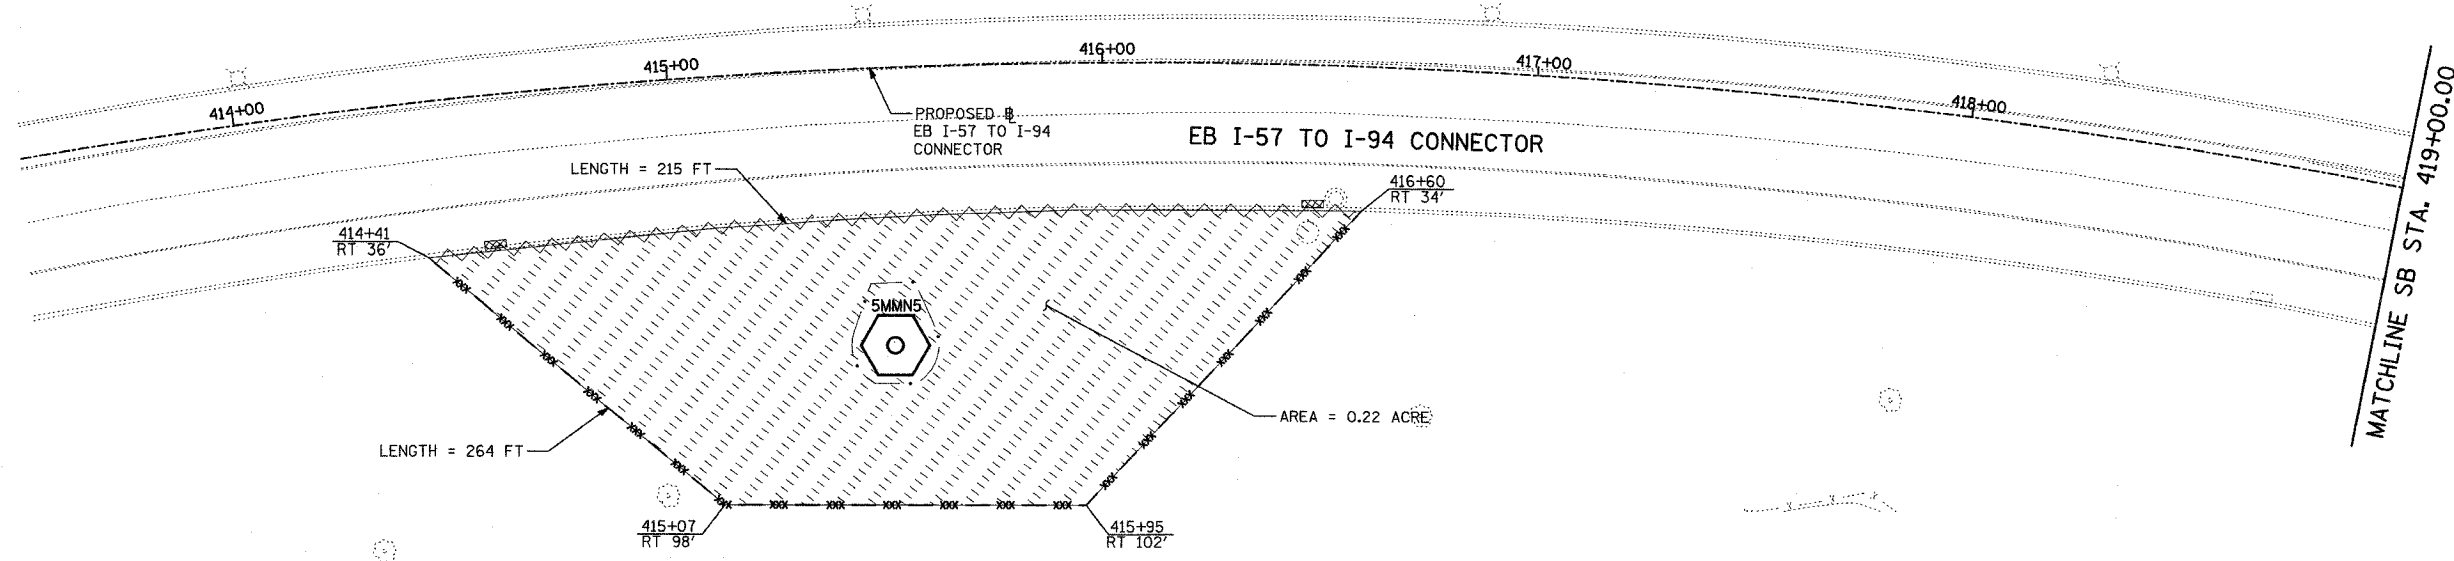 414+00
415+00
416+00
417+00
418+00
PROPOSED ℄
EB I-57 TO I-94
CONNECTOR
EB I-57 TO I-94 CONNECTOR
LENGTH = 215 FT
416+60
RT 34'
414+41
RT 36'
5MMN5
AREA = 0.22 ACRE
LENGTH = 264 FT
415+07
RT 98'
415+95
RT 102'
MATCHLINE SB STA. 419+00.00